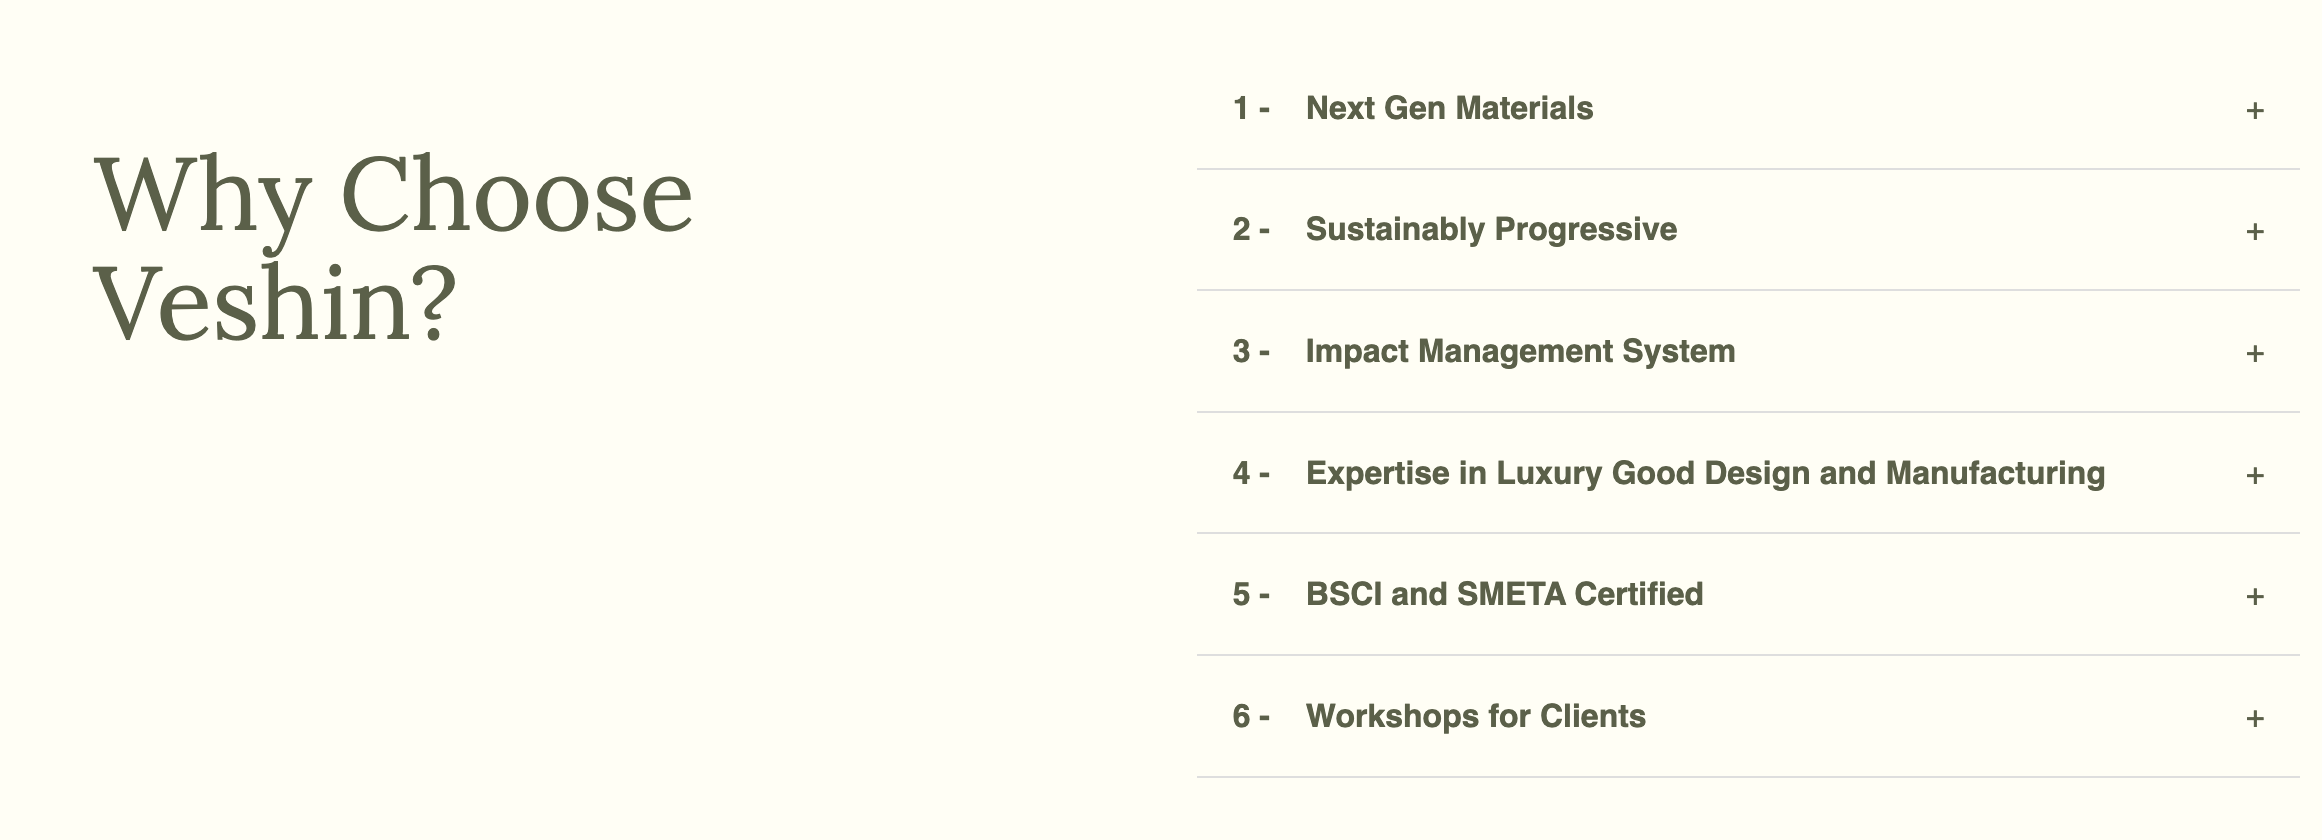 Why Choose
Veshin?
1 - Next Gen Materials +
2 - Sustainably Progressive +
3 - Impact Management System +
4 - Expertise in Luxury Good Design and Manufacturing +
5 - BSCI and SMETA Certified +
6 - Workshops for Clients +